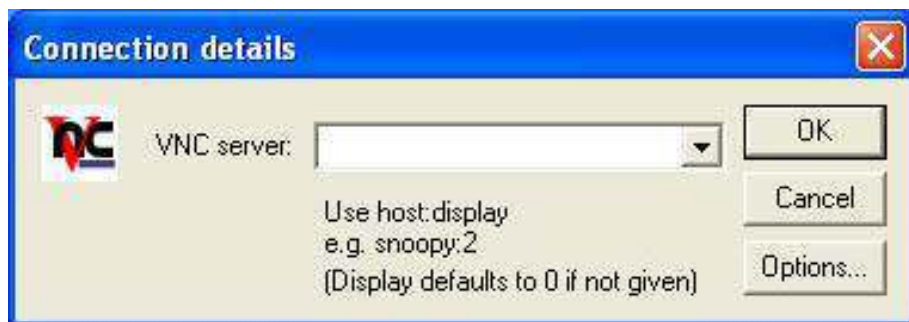 Connection details
VNC
VNC server:
OK
Use host:display
e.g. snoopy:2
(Display defaults to 0 if not given)
Cancel
Options...